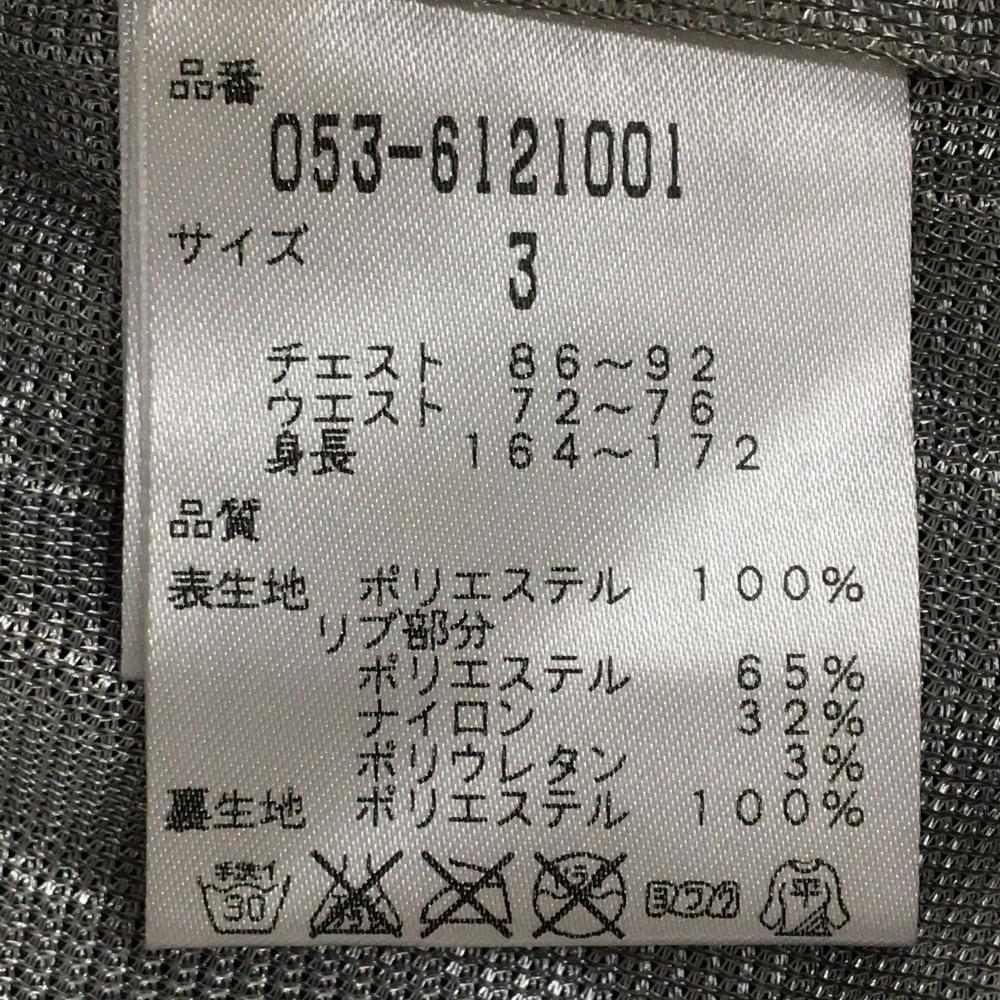 品番
053-6121001
サイズ 3
チェスト 86~92
ウエスト 72~76
身長 164~172
品質
表生地 ポリエステル 100%
リブ部分
ポリエステル 65%
ナイロン 32%
ポリウレタン 3%
裏生地 ポリエステル 100%
手洗イ 30 ヨワク 平